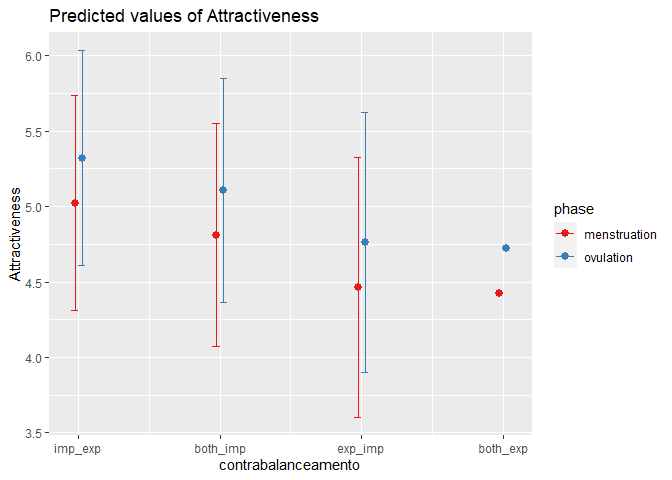 Predicted values of Attractiveness
6.0
5.5
5.0
4.5
4.0
3.5
Attractiveness
imp_exp both_imp exp_imp both_exp
contrabalanceamento
phase
menstruation
ovulation